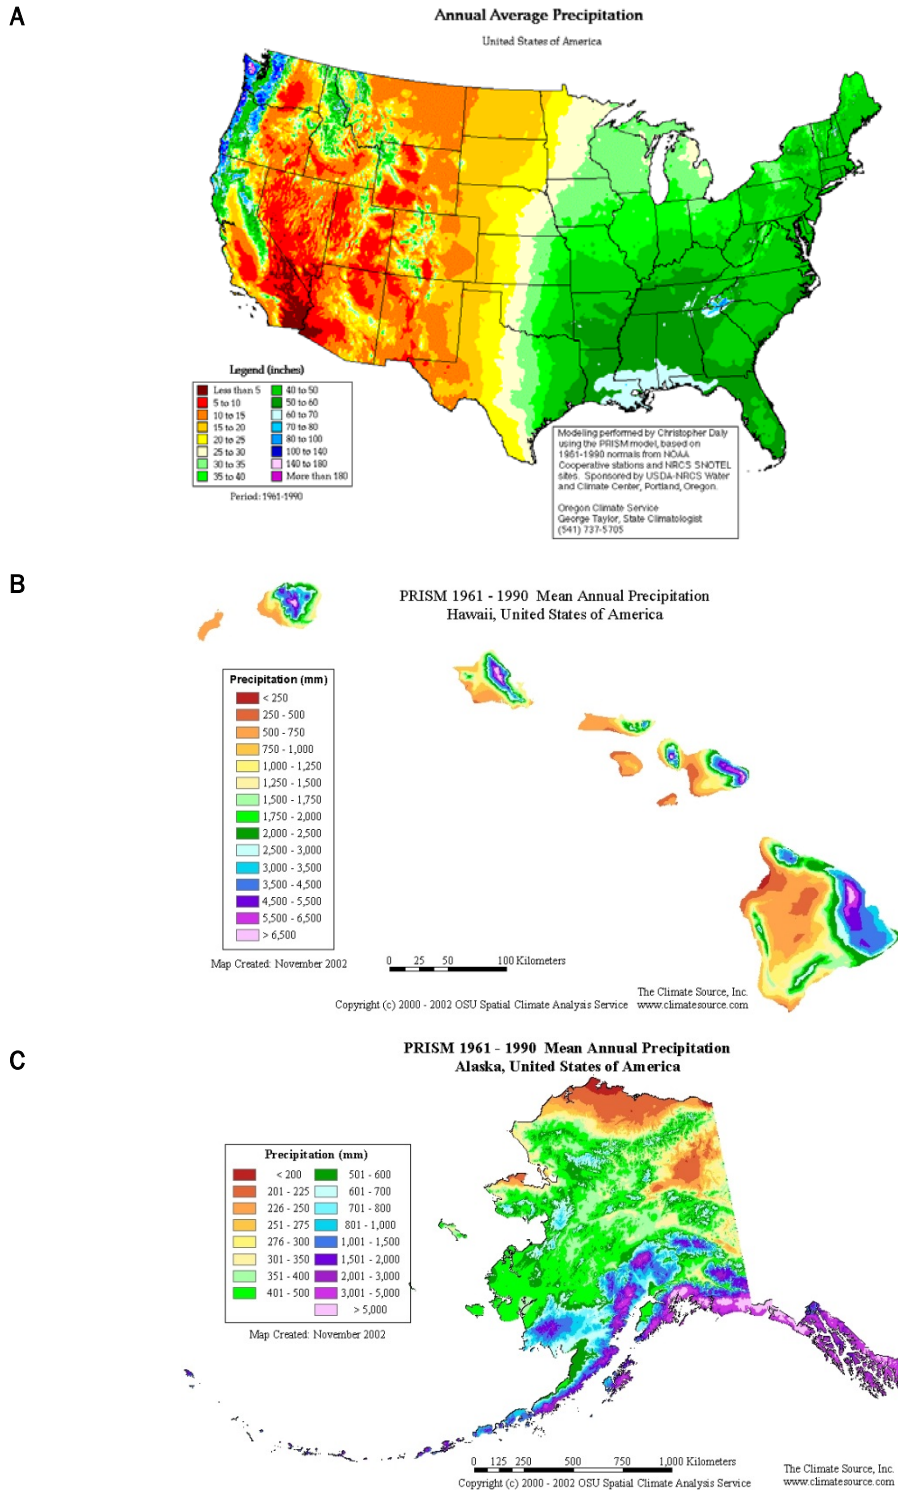 A
Annual Average Precipitation
United States of America
Legend (inches)
Less than 5
5 to 10
10 to 15
15 to 20
20 to 25
25 to 30
30 to 35
35 to 40
40 to 50
50 to 60
60 to 70
70 to 80
80 to 100
100 to 140
140 to 180
More than 180
Period: 1961-1990
Modeling performed by Christopher Daly
using the PRISM model, based on
1961-1990 normals from NOAA
Cooperative stations and NRCS SNOTEL
sites. Sponsored by USDA-NRCS Water
and Climate Center, Portland, Oregon.
Oregon Climate Service
George Taylor, State Climatologist
(541) 737-5705
B
PRISM 1961 - 1990 Mean Annual Precipitation
Hawaii, United States of America
Precipitation (mm)
< 250
250 - 500
500 - 750
750 - 1,000
1,000 - 1,250
1,250 - 1,500
1,500 - 1,750
1,750 - 2,000
2,000 - 2,500
2,500 - 3,000
3,000 - 3,500
3,500 - 4,500
4,500 - 5,500
5,500 - 6,500
> 6,500
Map Created: November 2002
0 25 50 100 Kilometers
The Climate Source, Inc.
Copyright (c) 2000 - 2002 OSU Spatial Climate Analysis Service www.climatesource.com
C
PRISM 1961 - 1990 Mean Annual Precipitation
Alaska, United States of America
Precipitation (mm)
< 200
201 - 225
226 - 250
251 - 275
276 - 300
301 - 350
351 - 400
401 - 500
501 - 600
601 - 700
701 - 800
801 - 1,000
1,001 - 1,500
1,501 - 2,000
2,001 - 3,000
3,001 - 5,000
> 5,000
Map Created: November 2002
0 125 250 500 750 1,000 Kilometers
The Climate Source, Inc.
Copyright (c) 2000 - 2002 OSU Spatial Climate Analysis Service www.climatesource.com